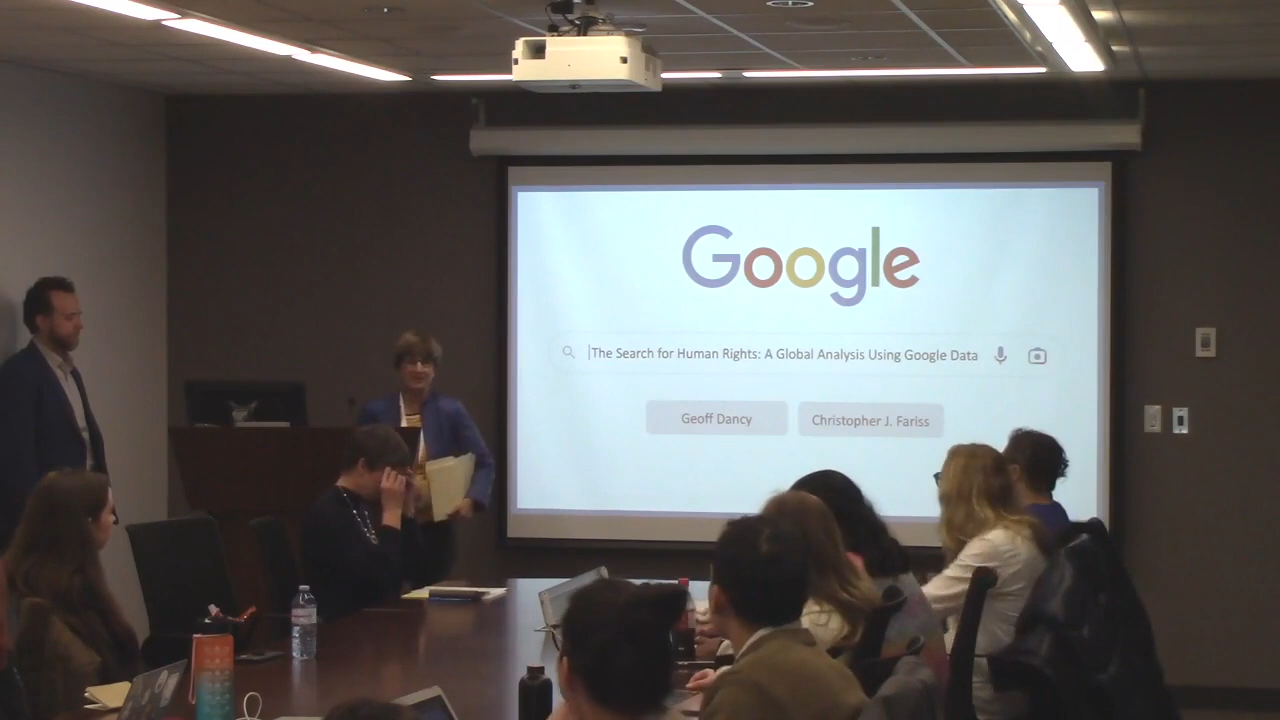 Google
The Search for Human Rights: A Global Analysis Using Google Data
Geoff Dancy
Christopher J. Fariss